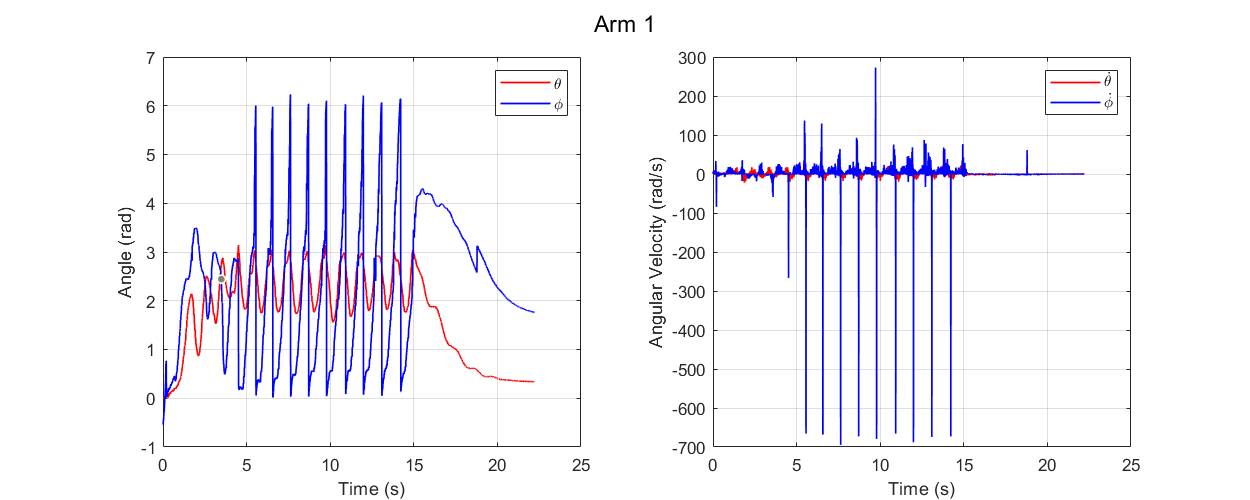 Arm 1
7
6
5
4
3
2
1
0
-1
0 5 10 15 20 25
Time (s)
Angle (rad)
θ
ϕ
300
200
100
0
-100
-200
-300
-400
-500
-600
-700
0 5 10 15 20 25
Time (s)
Angular Velocity (rad/s)
θ̇
ϕ̇